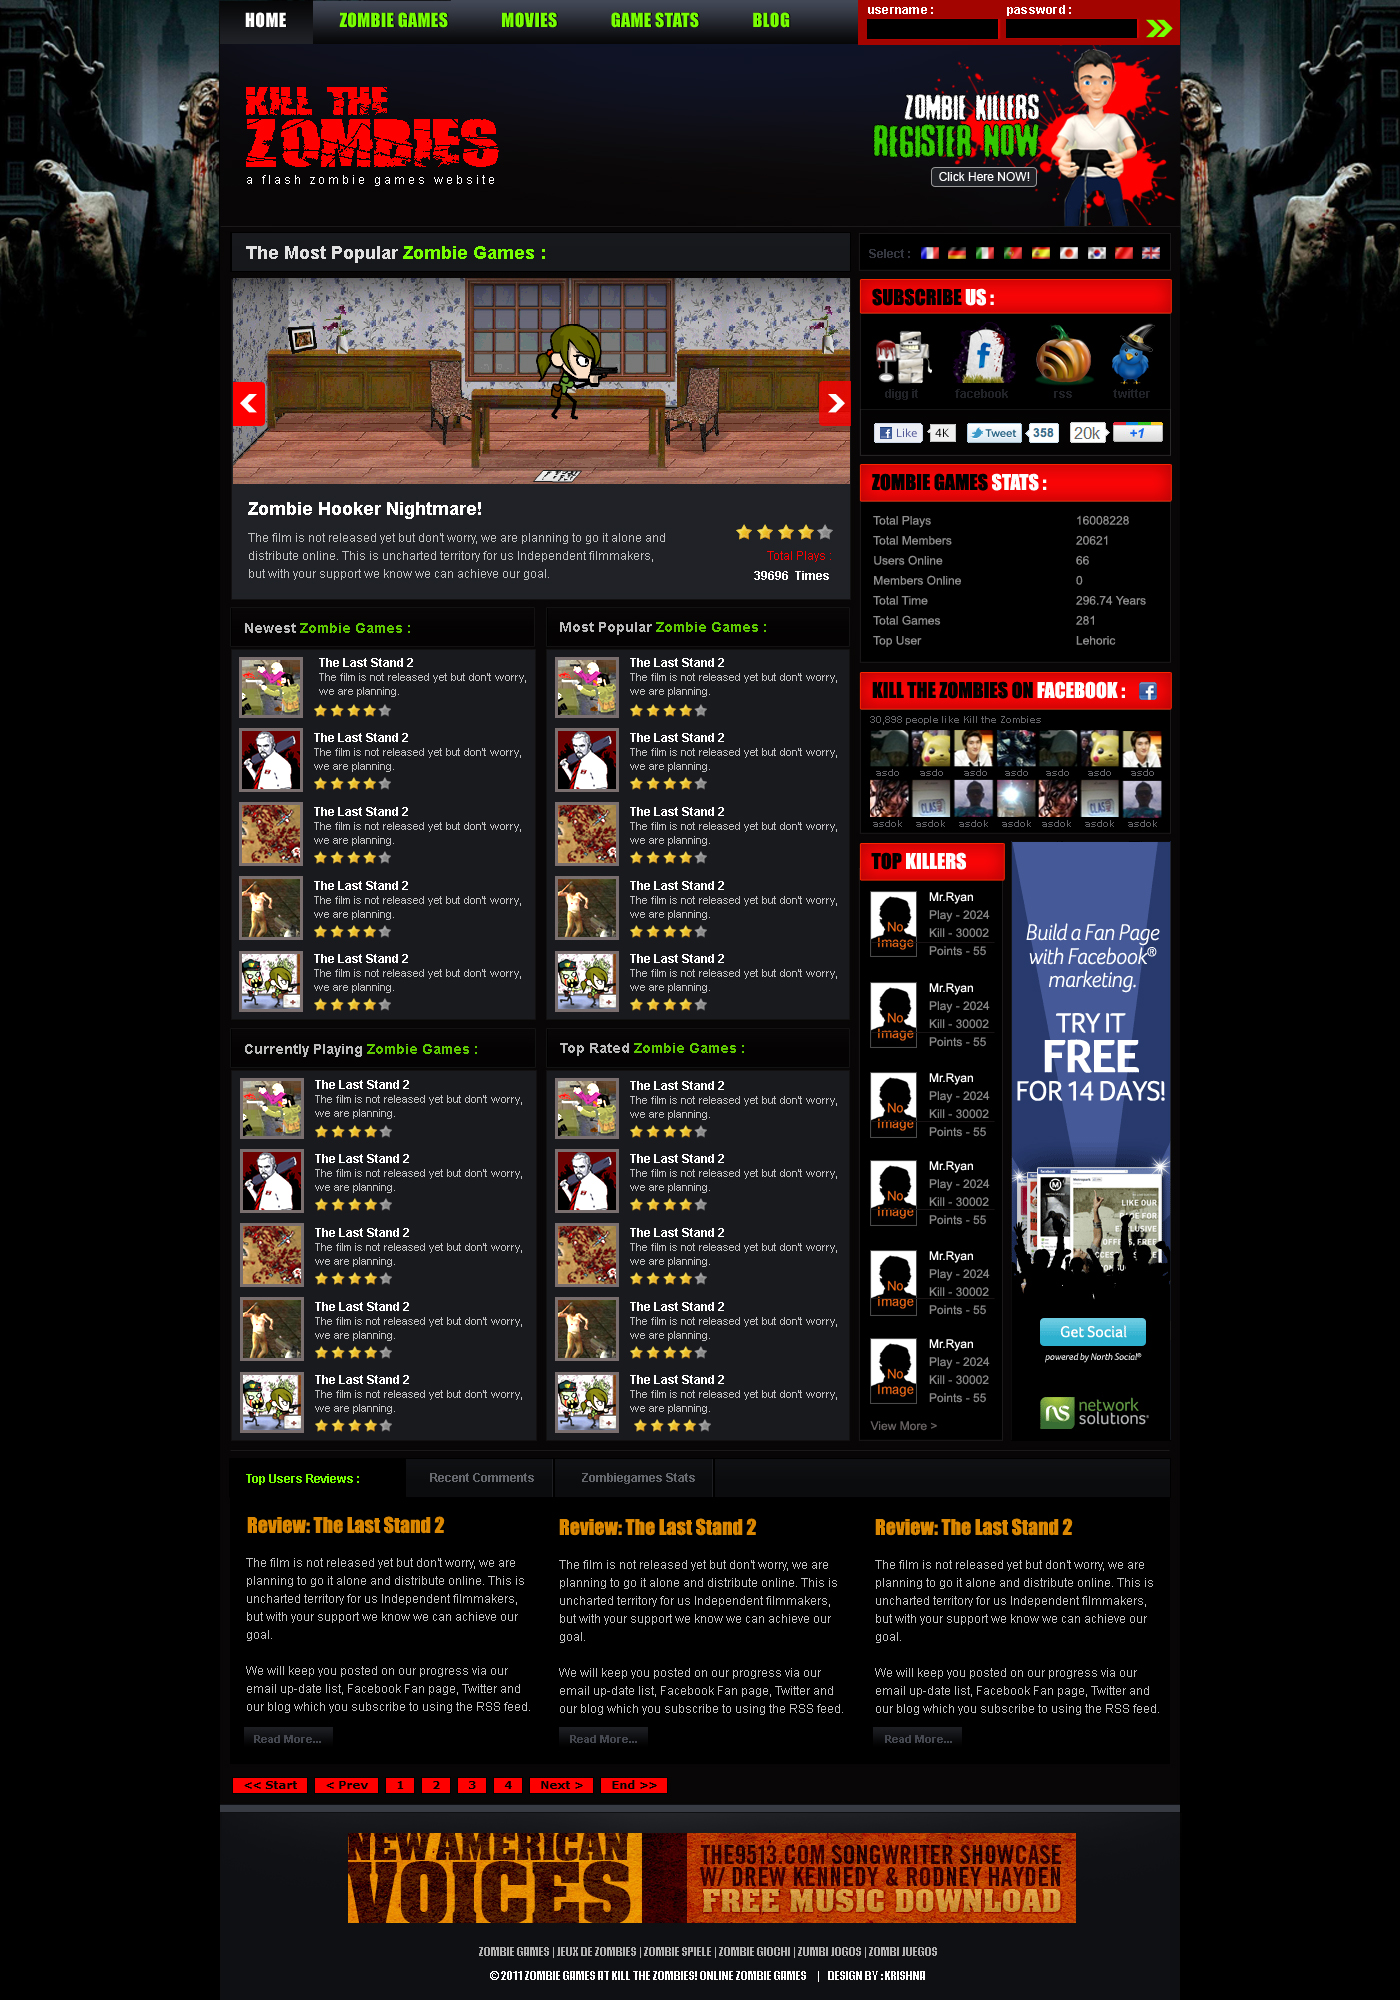 HOME
ZOMBIE GAMES
MOVIES
GAME STATS
BLOG
username :
password :
KILL THE
ZOMBIES
a flash zombie games website
ZOMBIE KILLERS
REGISTER NOW
Click Here NOW!
The Most Popular Zombie Games :
Zombie Hooker Nightmare!
The film is not released yet but don't worry, we are planning to go it alone and
distribute online. This is uncharted territory for us Independent filmmakers,
but with your support we know we can achieve our goal.
Total Plays :
39696 Times
Select :
SUBSCRIBE US :
digg it
facebook
rss
twitter
Like
4K
Tweet
358
20k
+1
ZOMBIE GAMES STATS :
Total Plays 16008228
Total Members 20621
Users Online 66
Members Online 0
Total Time 296.74 Years
Total Games 281
Top User Lehoric
KILL THE ZOMBIES ON FACEBOOK :
30,898 people like Kill the Zombies
asdo asdo asdo asdo asdo asdo asdo
asdok asdok asdok asdok asdok asdok asdok
Newest Zombie Games :
The Last Stand 2
The film is not released yet but don't worry,
we are planning.
The Last Stand 2
The film is not released yet but don't worry,
we are planning.
The Last Stand 2
The film is not released yet but don't worry,
we are planning.
The Last Stand 2
The film is not released yet but don't worry,
we are planning.
The Last Stand 2
The film is not released yet but don't worry,
we are planning.
Most Popular Zombie Games :
The Last Stand 2
The film is not released yet but don't worry,
we are planning.
The Last Stand 2
The film is not released yet but don't worry,
we are planning.
The Last Stand 2
The film is not released yet but don't worry,
we are planning.
The Last Stand 2
The film is not released yet but don't worry,
we are planning.
The Last Stand 2
The film is not released yet but don't worry,
we are planning.
Currently Playing Zombie Games :
The Last Stand 2
The film is not released yet but don't worry,
we are planning.
The Last Stand 2
The film is not released yet but don't worry,
we are planning.
The Last Stand 2
The film is not released yet but don't worry,
we are planning.
The Last Stand 2
The film is not released yet but don't worry,
we are planning.
The Last Stand 2
The film is not released yet but don't worry,
we are planning.
Top Rated Zombie Games :
The Last Stand 2
The film is not released yet but don't worry,
we are planning.
The Last Stand 2
The film is not released yet but don't worry,
we are planning.
The Last Stand 2
The film is not released yet but don't worry,
we are planning.
The Last Stand 2
The film is not released yet but don't worry,
we are planning.
The Last Stand 2
The film is not released yet but don't worry,
we are planning.
TOP KILLERS
No
Image
Mr.Ryan
Play - 2024
Kill - 30002
Points - 55
No
Image
Mr.Ryan
Play - 2024
Kill - 30002
Points - 55
No
Image
Mr.Ryan
Play - 2024
Kill - 30002
Points - 55
No
Image
Mr.Ryan
Play - 2024
Kill - 30002
Points - 55
No
Image
Mr.Ryan
Play - 2024
Kill - 30002
Points - 55
No
Image
Mr.Ryan
Play - 2024
Kill - 30002
Points - 55
View More >
Build a Fan Page
with Facebook®
marketing.
TRY IT
FREE
FOR 14 DAYS!
LIKE OUR
FOR
Get Social
powered by North Social®
ns network
solutions®
Top Users Reviews :
Recent Comments
Zombiegames Stats
Review: The Last Stand 2
The film is not released yet but don't worry, we are
planning to go it alone and distribute online. This is
uncharted territory for us Independent filmmakers,
but with your support we know we can achieve our
goal.
We will keep you posted on our progress via our
email up-date list, Facebook Fan page, Twitter and
our blog which you subscribe to using the RSS feed.
Read More...
Review: The Last Stand 2
The film is not released yet but don't worry, we are
planning to go it alone and distribute online. This is
uncharted territory for us Independent filmmakers,
but with your support we know we can achieve our
goal.
We will keep you posted on our progress via our
email up-date list, Facebook Fan page, Twitter and
our blog which you subscribe to using the RSS feed.
Read More...
Review: The Last Stand 2
The film is not released yet but don't worry, we are
planning to go it alone and distribute online. This is
uncharted territory for us Independent filmmakers,
but with your support we know we can achieve our
goal.
We will keep you posted on our progress via our
email up-date list, Facebook Fan page, Twitter and
our blog which you subscribe to using the RSS feed.
Read More...
<< Start < Prev 1 2 3 4 Next > End >>
NEW AMERICAN
VOICES
THE9513.COM SONGWRITER SHOWCASE
W/ DREW KENNEDY & RODNEY HAYDEN
FREE MUSIC DOWNLOAD
ZOMBIE GAMES | JEUX DE ZOMBIES | ZOMBIE SPIELE | ZOMBIE GIOCHI | ZUMBI JOGOS | ZOMBI JUEGOS
© 2011 ZOMBIE GAMES AT KILL THE ZOMBIES! ONLINE ZOMBIE GAMES | DESIGN BY : KRISHNA